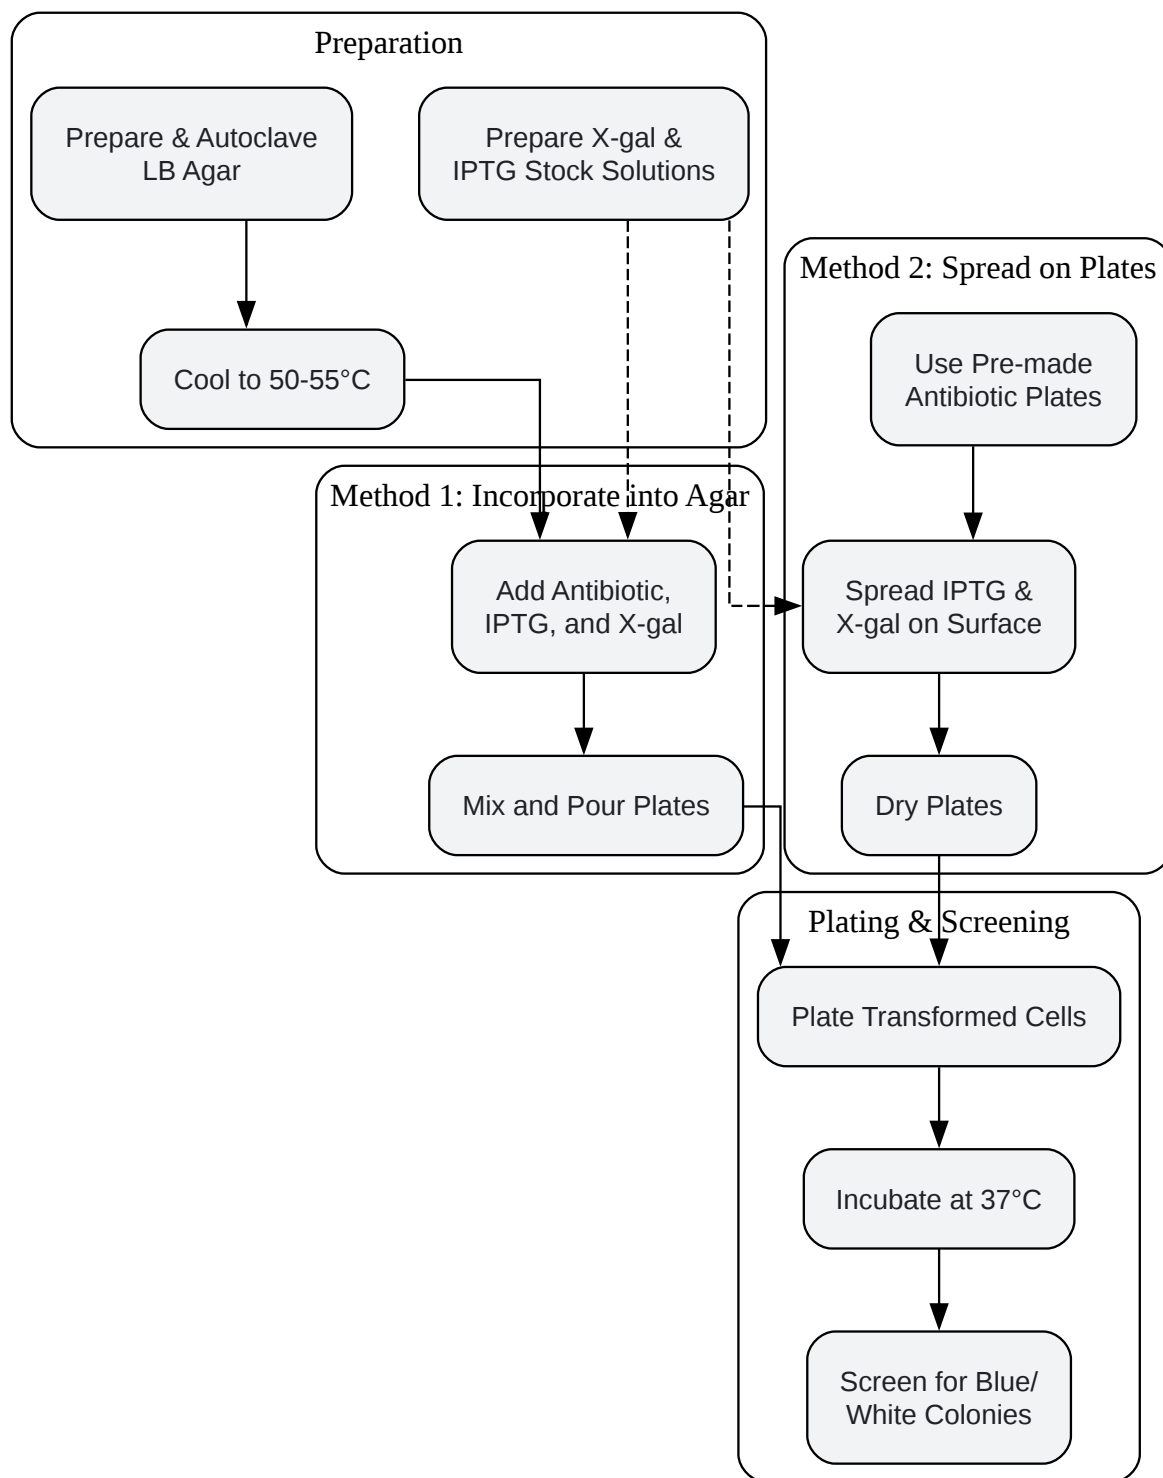 Preparation
Prepare & Autoclave
LB Agar
Prepare X-gal &
IPTG Stock Solutions
Cool to 50-55°C
Method 1: Incorporate into Agar
Add Antibiotic,
IPTG, and X-gal
Mix and Pour Plates
Method 2: Spread on Plates
Use Pre-made
Antibiotic Plates
Spread IPTG &
X-gal on Surface
Dry Plates
Plating & Screening
Plate Transformed Cells
Incubate at 37°C
Screen for Blue/
White Colonies